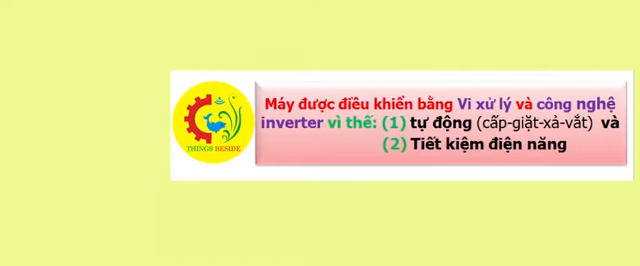 Máy được điều khiển bằng Vi xử lý và công nghệ
inverter vì thế: (1) tự động (cấp-giặt-xả-vắt) và
(2) Tiết kiệm điện năng
THINGS BESIDE